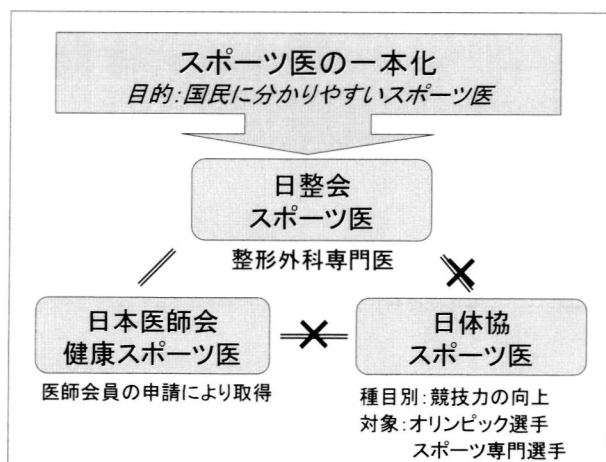 スポーツ医の一本化
目的:国民に分かりやすいスポーツ医
日整会
スポーツ医
整形外科専門医
日本医師会
健康スポーツ医
医師会員の申請により取得
日体協
スポーツ医
種目別:競技力の向上
対象:オリンピック選手
スポーツ専門選手